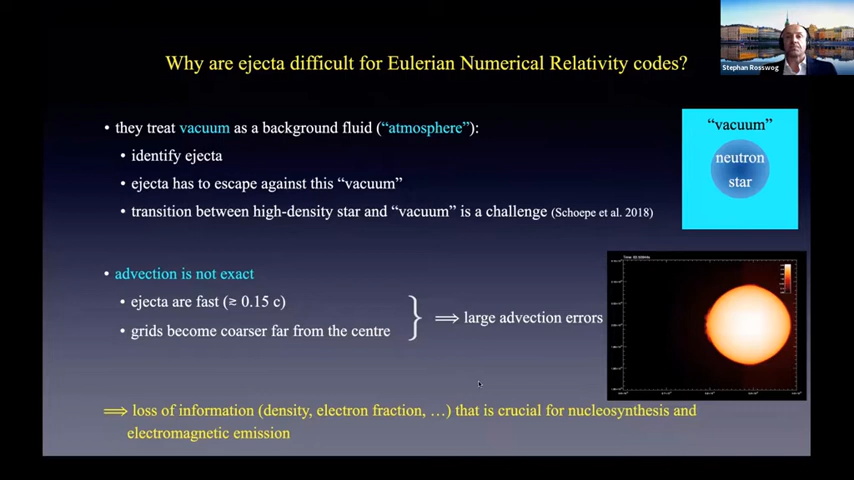 Stephan Rosswog
Why are ejecta difficult for Eulerian Numerical Relativity codes?
• they treat vacuum as a background fluid (“atmosphere”):
• identify ejecta
• ejecta has to escape against this “vacuum”
• transition between high-density star and “vacuum” is a challenge (Schoepe et al. 2018)
“vacuum”
neutron
star
• advection is not exact
• ejecta are fast (≳ 0.15 c)
• grids become coarser far from the centre
⟹ large advection errors
⟹ loss of information (density, electron fraction, …) that is crucial for nucleosynthesis and
electromagnetic emission